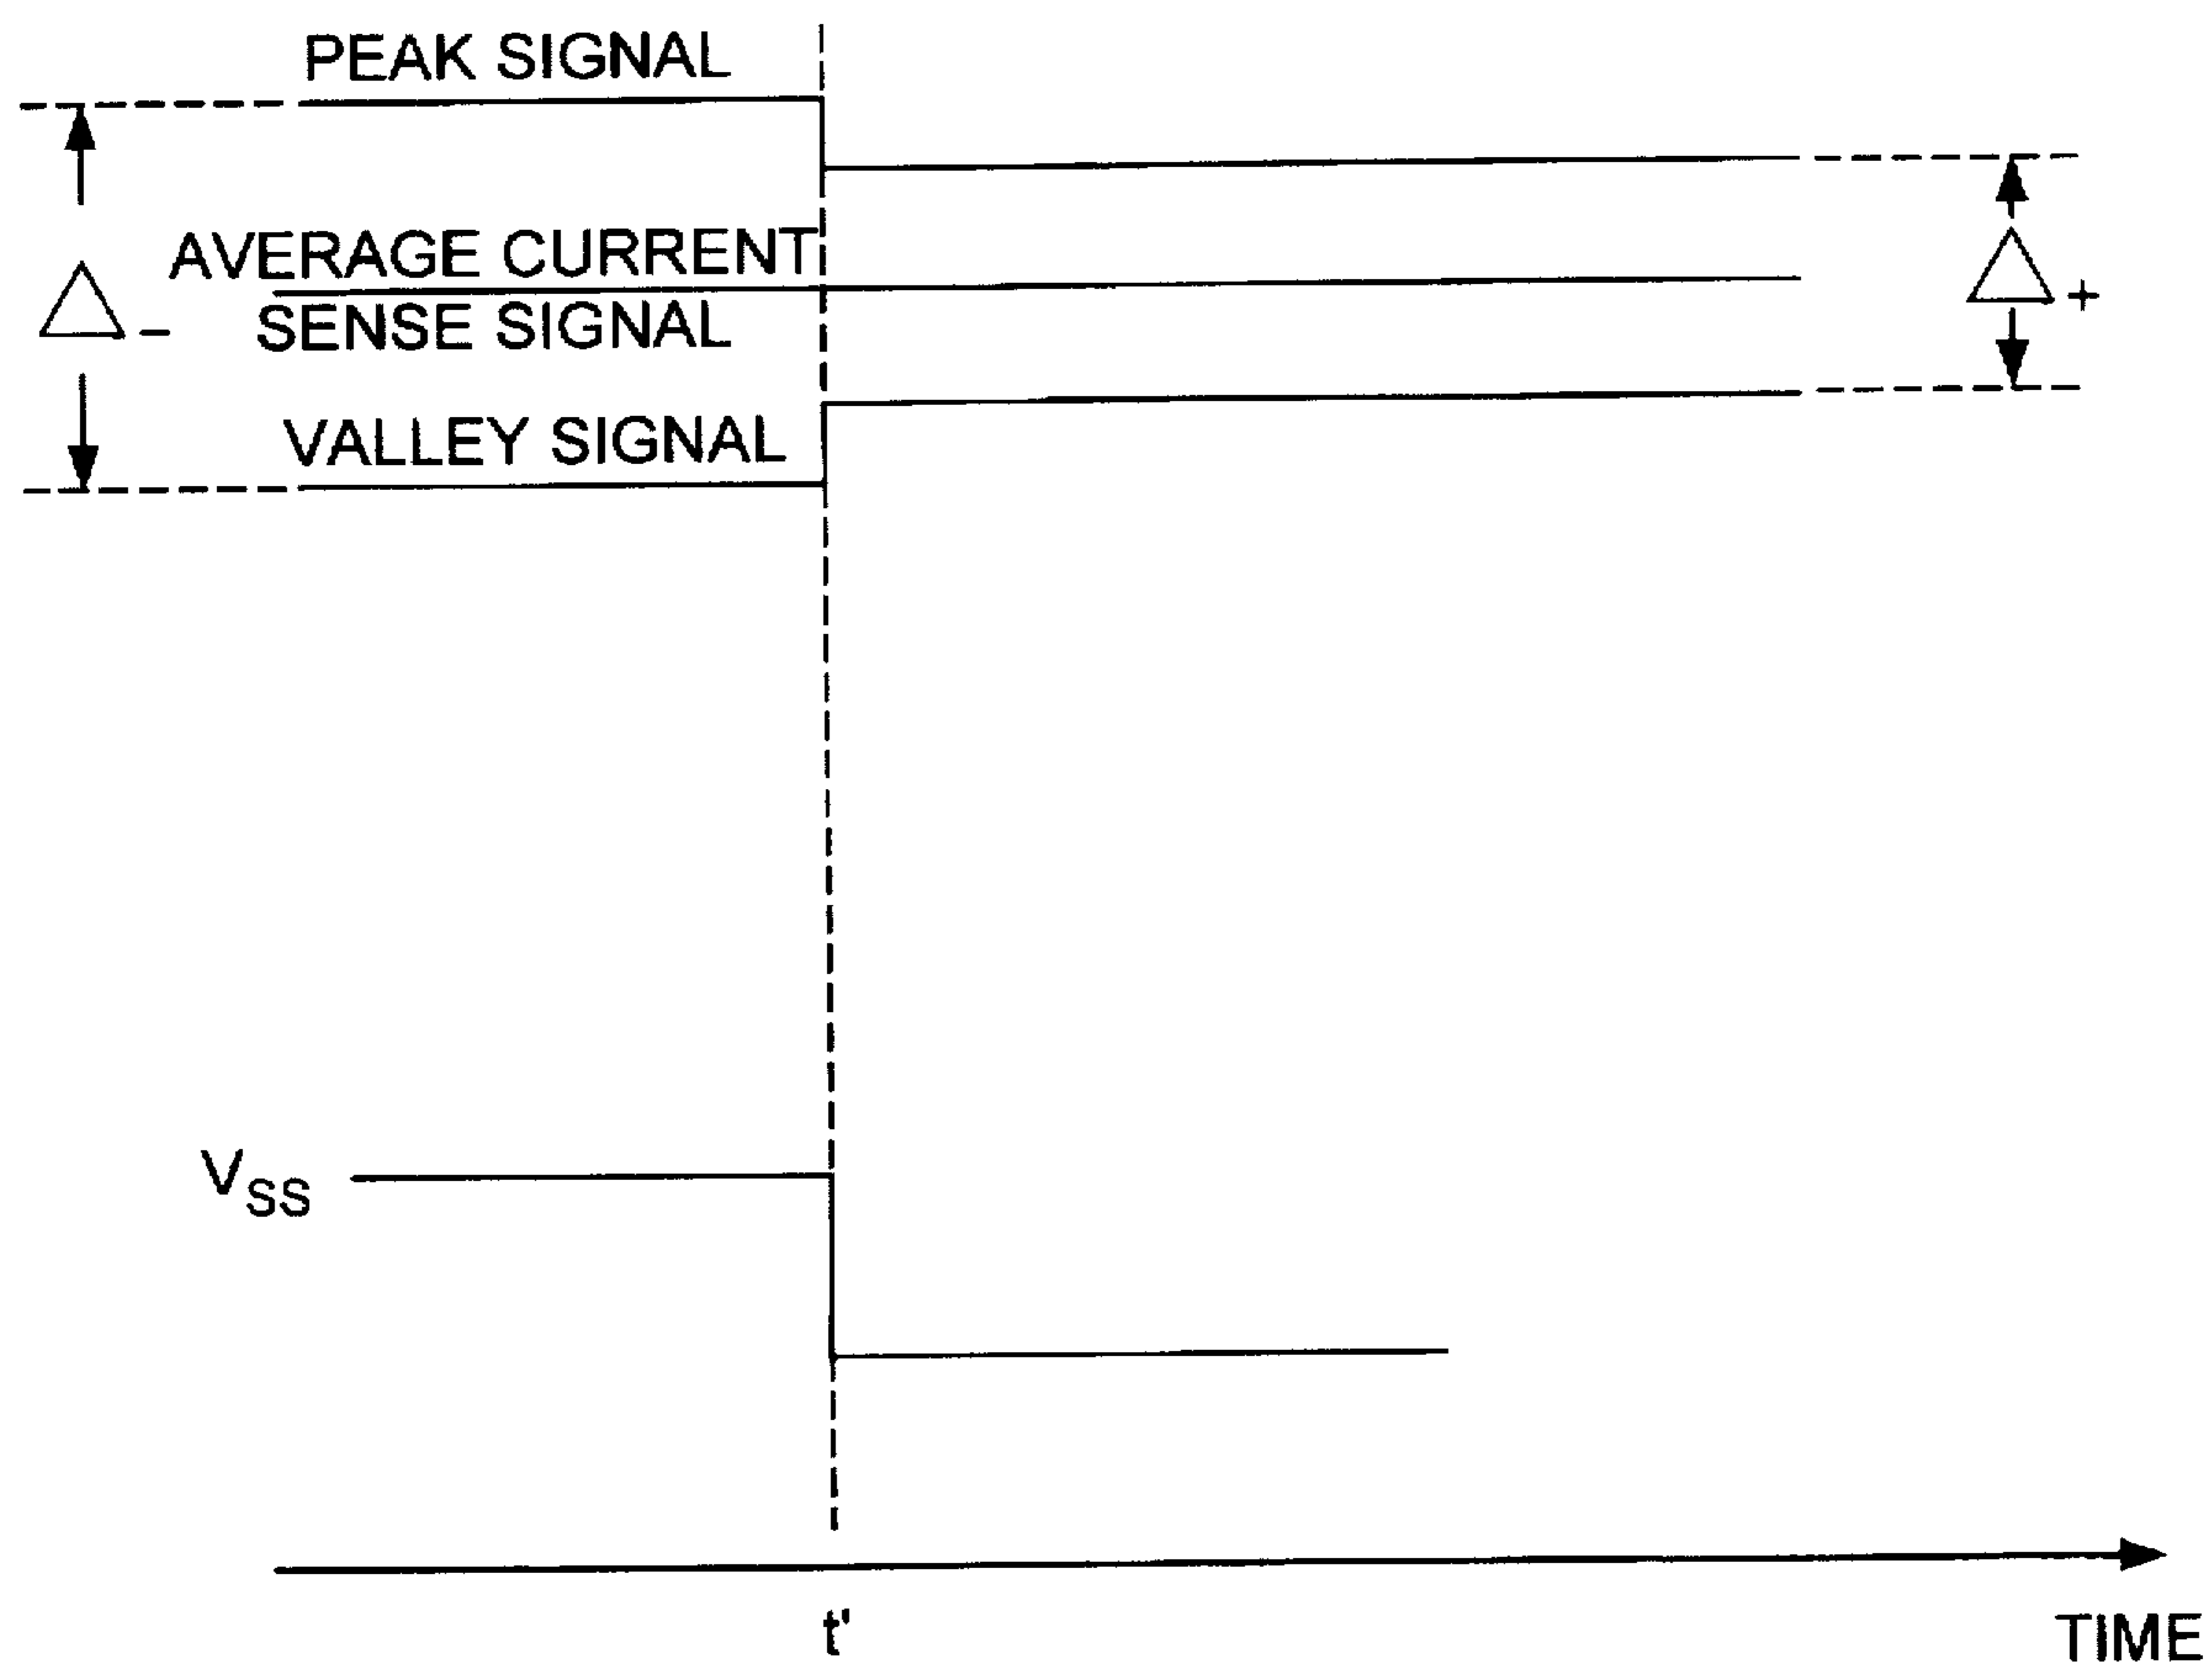 PEAK SIGNAL
AVERAGE CURRENT
SENSE SIGNAL
△−
△+
VALLEY SIGNAL
VSS
t'
TIME